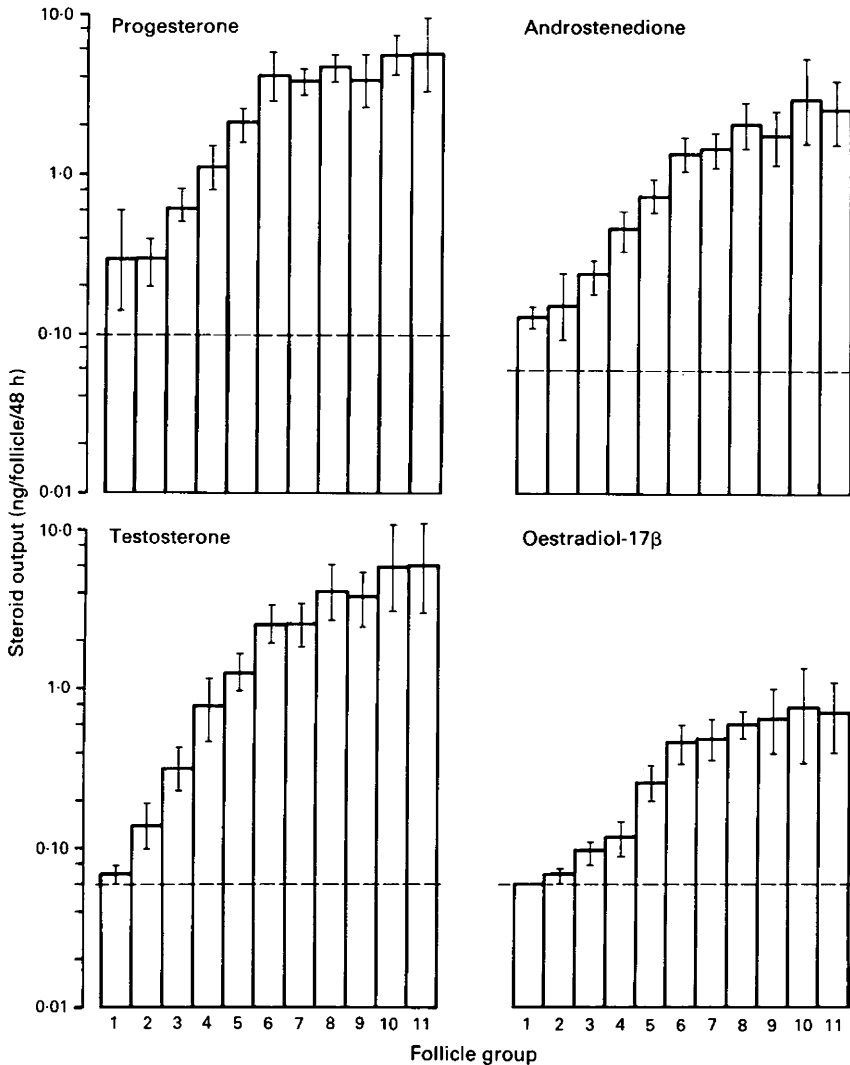 Progesterone
Androstenedione
10·0
1·0
0·10
0·01
Steroid output (ng/follicle/48 h)
Testosterone
Oestradiol-17β
10·0
1·0
0·10
0·01
1 2 3 4 5 6 7 8 9 10 11
1 2 3 4 5 6 7 8 9 10 11
Follicle group